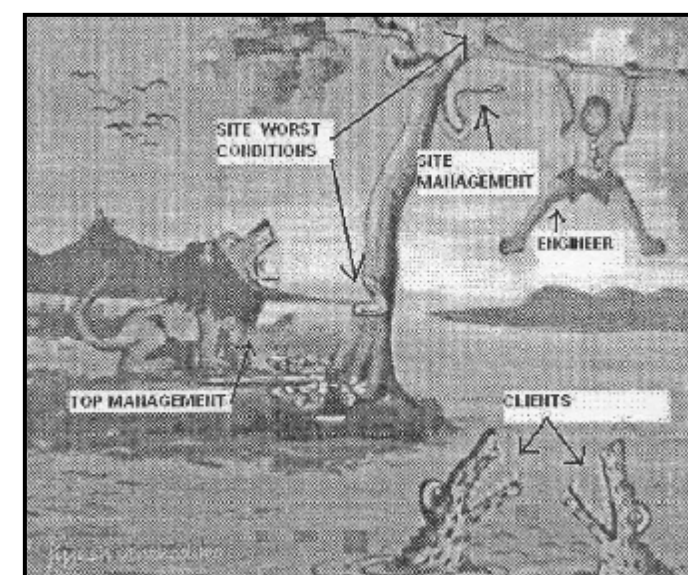 SITE WORST
CONDITIONS
SITE
MANAGEMENT
ENGINEER
TOP MANAGEMENT
CLIENTS